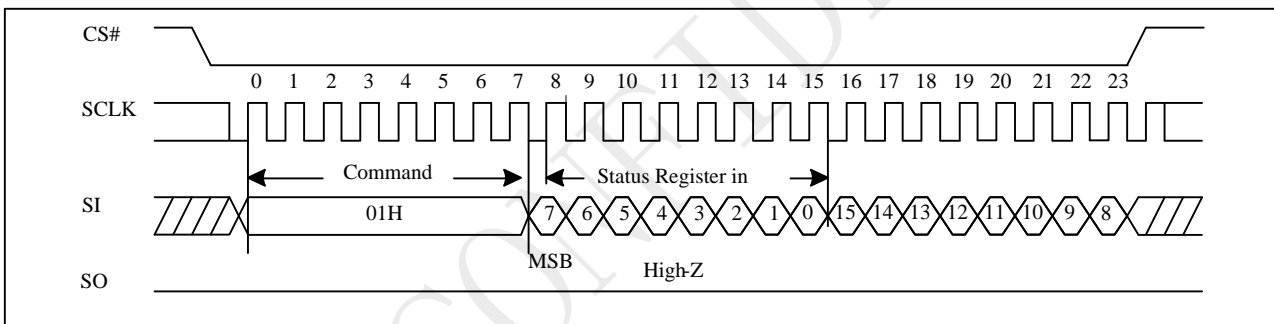 CS#
0 1 2 3 4 5 6 7 8 9 10 11 12 13 14 15 16 17 18 19 20 21 22 23
SCLK
Command Status Register in
SI 01H 7 6 5 4 3 2 1 0 15 14 13 12 11 10 9 8
MSB High-Z
SO